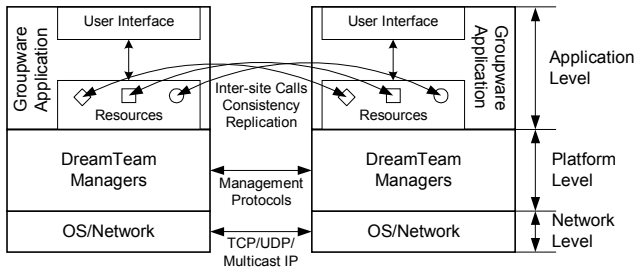 Groupware
Application
User Interface
Resources
DreamTeam
Managers
OS/Network
Inter-site Calls
Consistency
Replication
Management
Protocols
TCP/UDP/
Multicast IP
User Interface
Resources
Groupware
Application
DreamTeam
Managers
OS/Network
Application
Level
Platform
Level
Network
Level